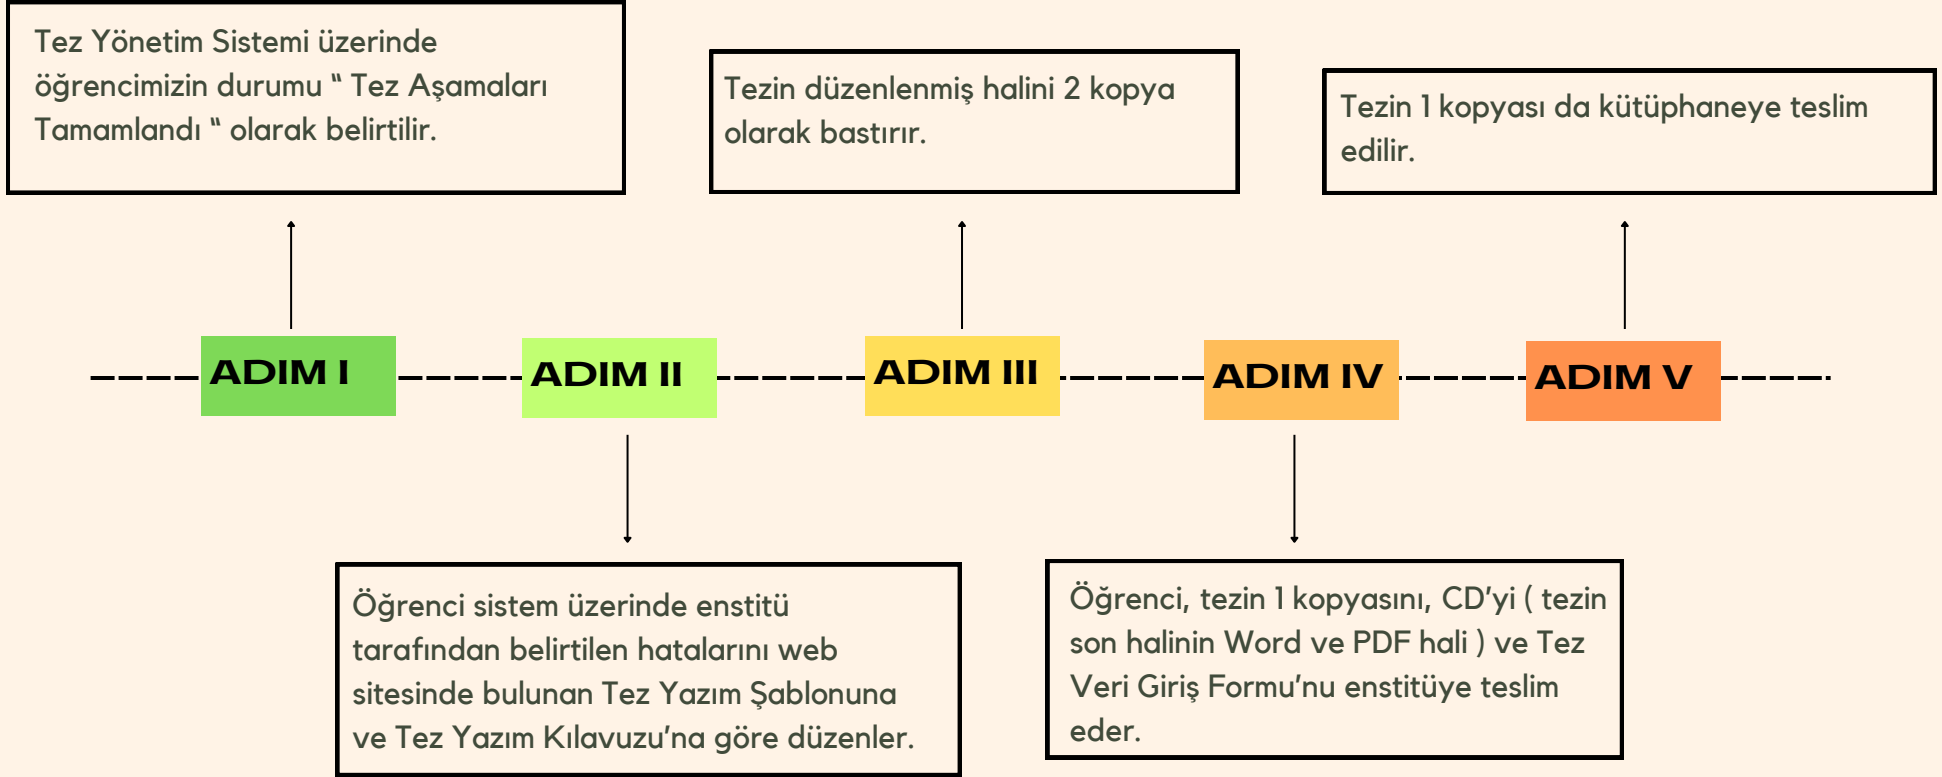 Tez Yönetim Sistemi üzerinde
öğrencimizin durumu “ Tez Aşamaları
Tamamlandı “ olarak belirtilir.
Tezin düzenlenmiş halini 2 kopya
olarak bastırır.
Tezin 1 kopyası da kütüphaneye teslim
edilir.
ADIM I
ADIM II
ADIM III
ADIM IV
ADIM V
Öğrenci sistem üzerinde enstitü
tarafından belirtilen hatalarını web
sitesinde bulunan Tez Yazım Şablonuna
ve Tez Yazım Kılavuzu’na göre düzenler.
Öğrenci, tezin 1 kopyasını, CD’yi ( tezin
son halinin Word ve PDF hali ) ve Tez
Veri Giriş Formu’nu enstitüye teslim
eder.